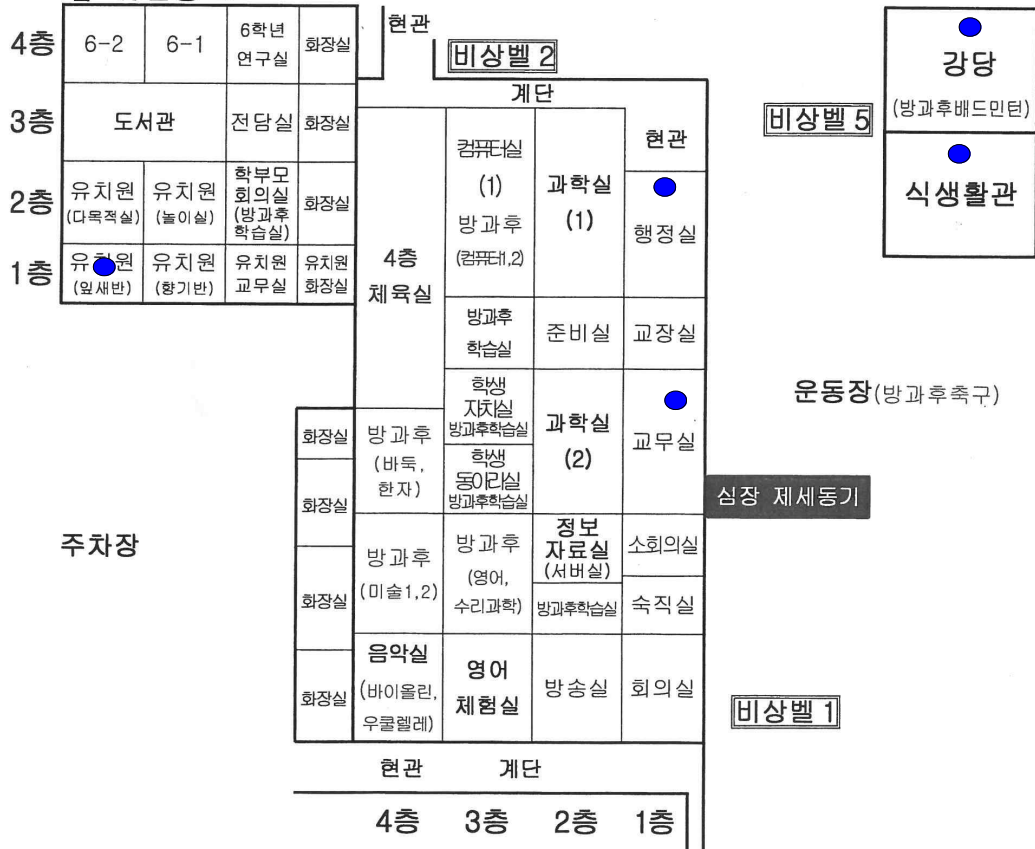 4층
6-2
6-1
6학년
연구실
화장실
3층
도서관
전담실
화장실
2층
유치원
(다목적실)
유치원
(놀이실)
학부모
회의실
(방과후
학습실)
화장실
1층
유치원
(잎새반)
유치원
(향기반)
유치원
교무실
유치원
화장실
현관
비상벨 2
계단
4층
체육실
컴퓨터실
(1)
방과후
(컴퓨터1,2)
과학실
(1)
현관
행정실
방과후
학습실
준비실
교장실
학생
자치실
방과후학습실
학생
동아리실
방과후학습실
과학실
(2)
교무실
화장실
화장실
화장실
화장실
방과후
(바둑,
한자)
방과후
(미술1,2)
방과후
(영어,
수리과학)
정보
자료실
(서버실)
방과후학습실
소회의실
숙직실
음악실
(바이올린,
우쿨렐레)
영어
체험실
방송실
회의실
현관
계단
4층
3층
2층
1층
주차장
비상벨 5
강당
(방과후배드민턴)
식생활관
운동장(방과후축구)
심장 제세동기
비상벨 1